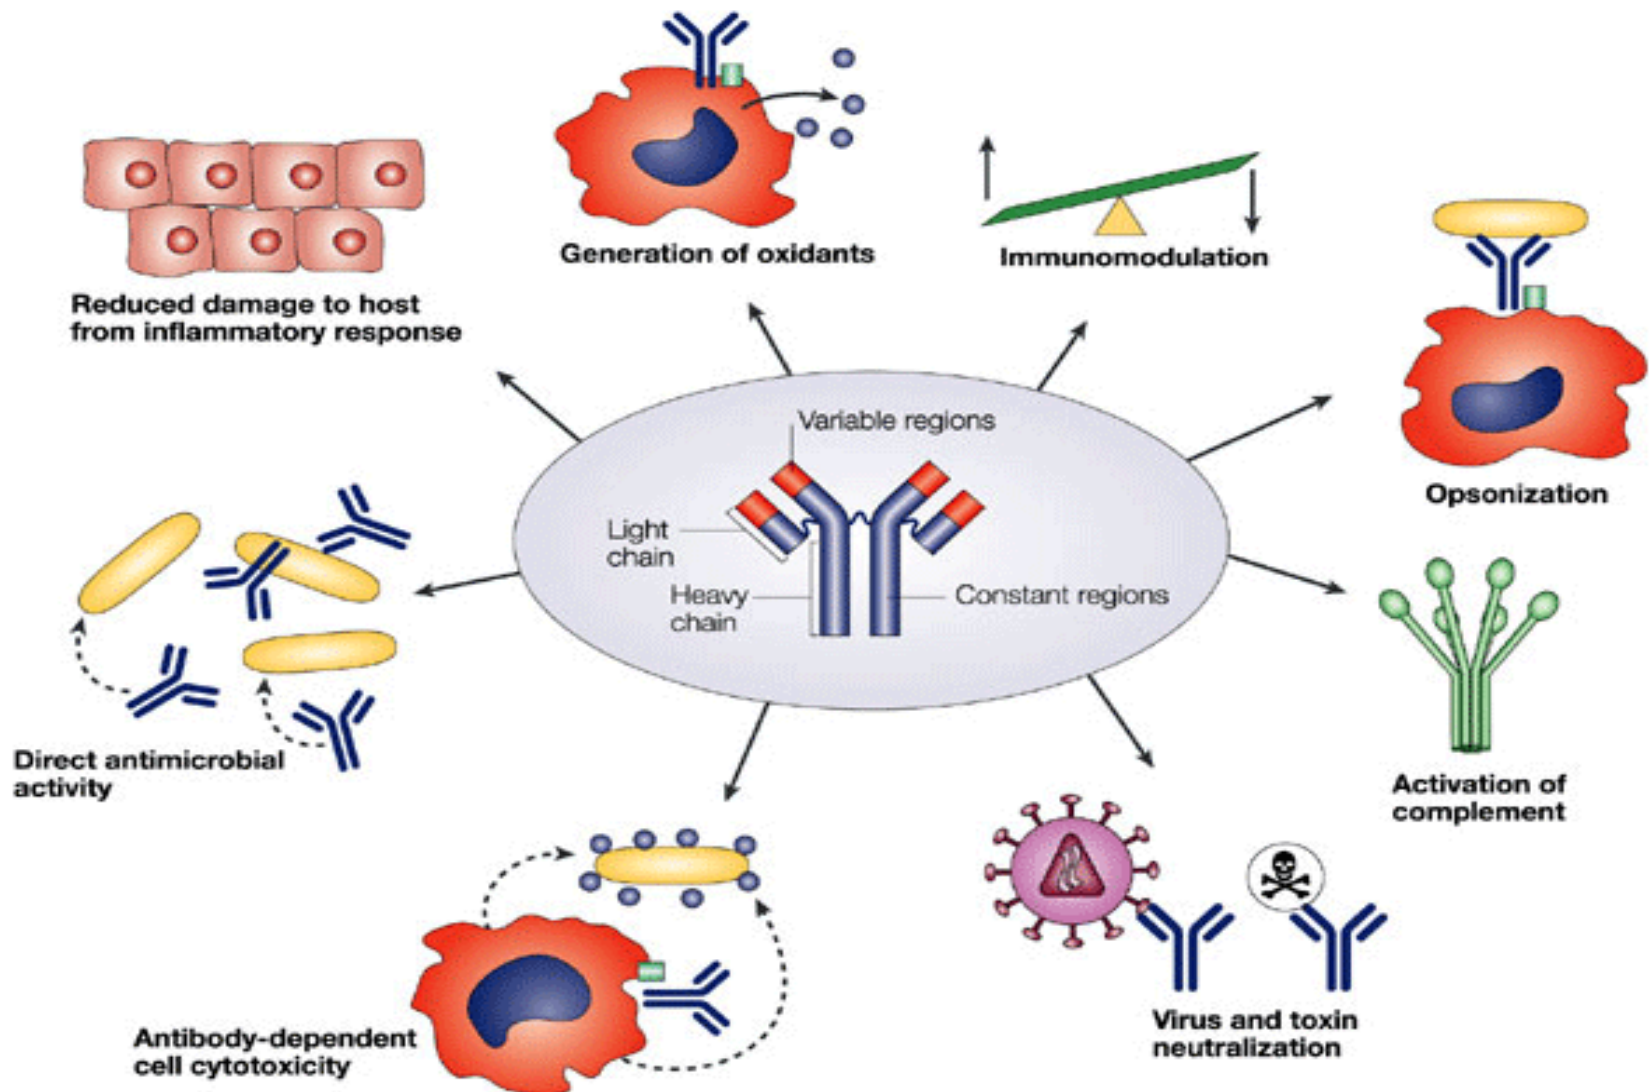 Generation of oxidants
Immunomodulation
Reduced damage to host
from inflammatory response
Variable regions
Opsonization
Light
chain
Heavy
chain
Constant regions
Direct antimicrobial
activity
Activation of
complement
Antibody-dependent
cell cytotoxicity
Virus and toxin
neutralization